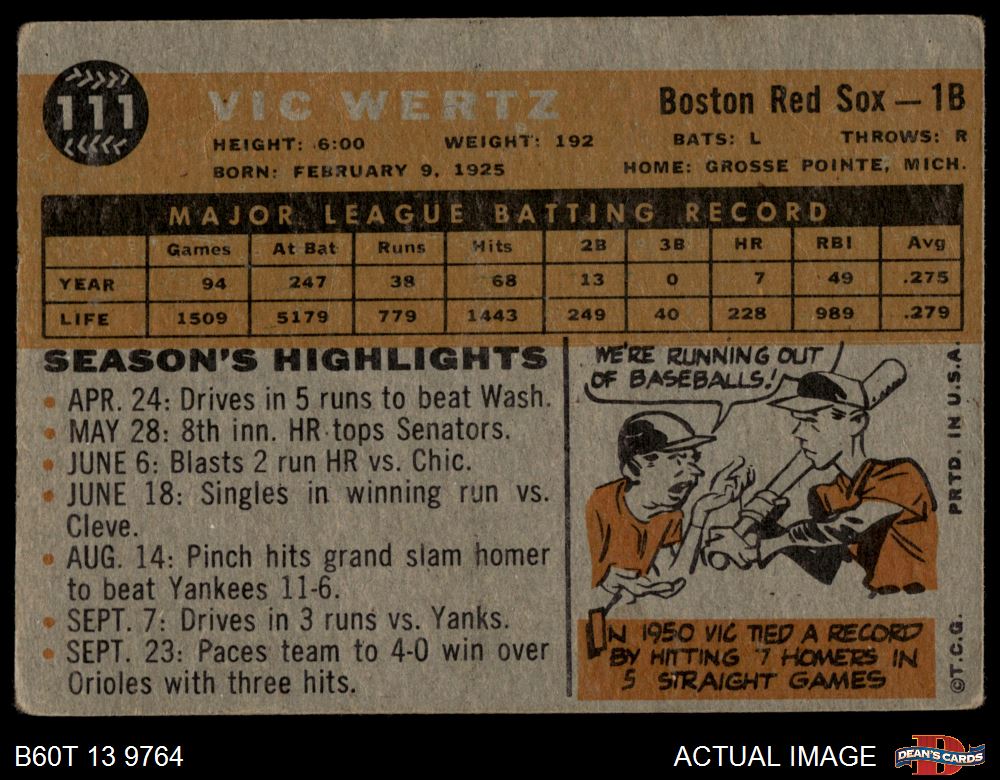 111
VIC WERTZ
Boston Red Sox — 1B
HEIGHT: 6:00 WEIGHT: 192 BATS: L THROWS: R
BORN: FEBRUARY 9, 1925 HOME: GROSSE POINTE, MICH.
MAJOR LEAGUE BATTING RECORD
Games At Bat Runs Hits 2B 3B HR RBI Avg
YEAR 94 247 38 68 13 0 7 49 .275
LIFE 1509 5179 779 1443 249 40 228 989 .279
SEASON'S HIGHLIGHTS
• APR. 24: Drives in 5 runs to beat Wash.
• MAY 28: 8th inn. HR tops Senators.
• JUNE 6: Blasts 2 run HR vs. Chic.
• JUNE 18: Singles in winning run vs.
Cleve.
• AUG. 14: Pinch hits grand slam homer
to beat Yankees 11-6.
• SEPT. 7: Drives in 3 runs vs. Yanks.
• SEPT. 23: Paces team to 4-0 win over
Orioles with three hits.
WE'RE RUNNING OUT
OF BASEBALLS!
IN 1950 VIC TIED A RECORD
BY HITTING 7 HOMERS IN
5 STRAIGHT GAMES
©T.C.G. PRTD. IN U.S.A.
B60T 13 9764
ACTUAL IMAGE
DEAN'S CARDS